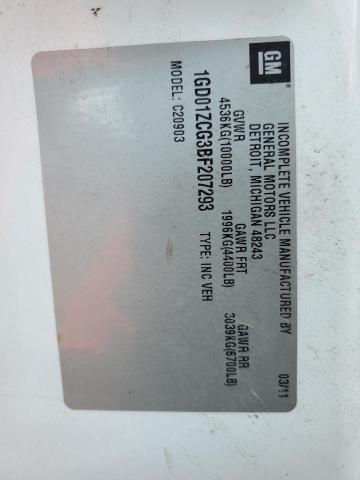 GM
INCOMPLETE VEHICLE MANUFACTURED BY
GENERAL MOTORS LLC
DETROIT, MICHIGAN 48243
03/11
GVWR GAWR FRT GAWR RR
4536KG(10000LB) 1996KG(4400LB) 3039KG(6700LB)
1GD01ZCG3BF207293 TYPE: INC VEH
MODEL: C20903